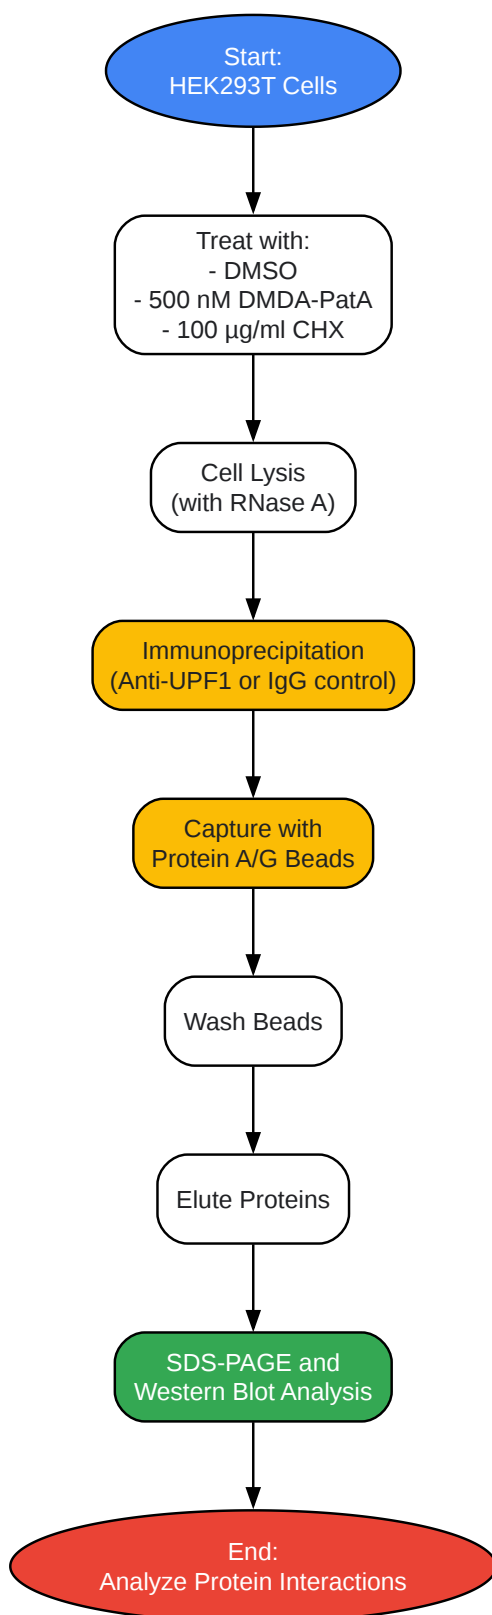 Start:
HEK293T Cells
Treat with:
- DMSO
- 500 nM DMDA-PatA
- 100 µg/ml CHX
Cell Lysis
(with RNase A)
Immunoprecipitation
(Anti-UPF1 or IgG control)
Capture with
Protein A/G Beads
Wash Beads
Elute Proteins
SDS-PAGE and
Western Blot Analysis
End:
Analyze Protein Interactions